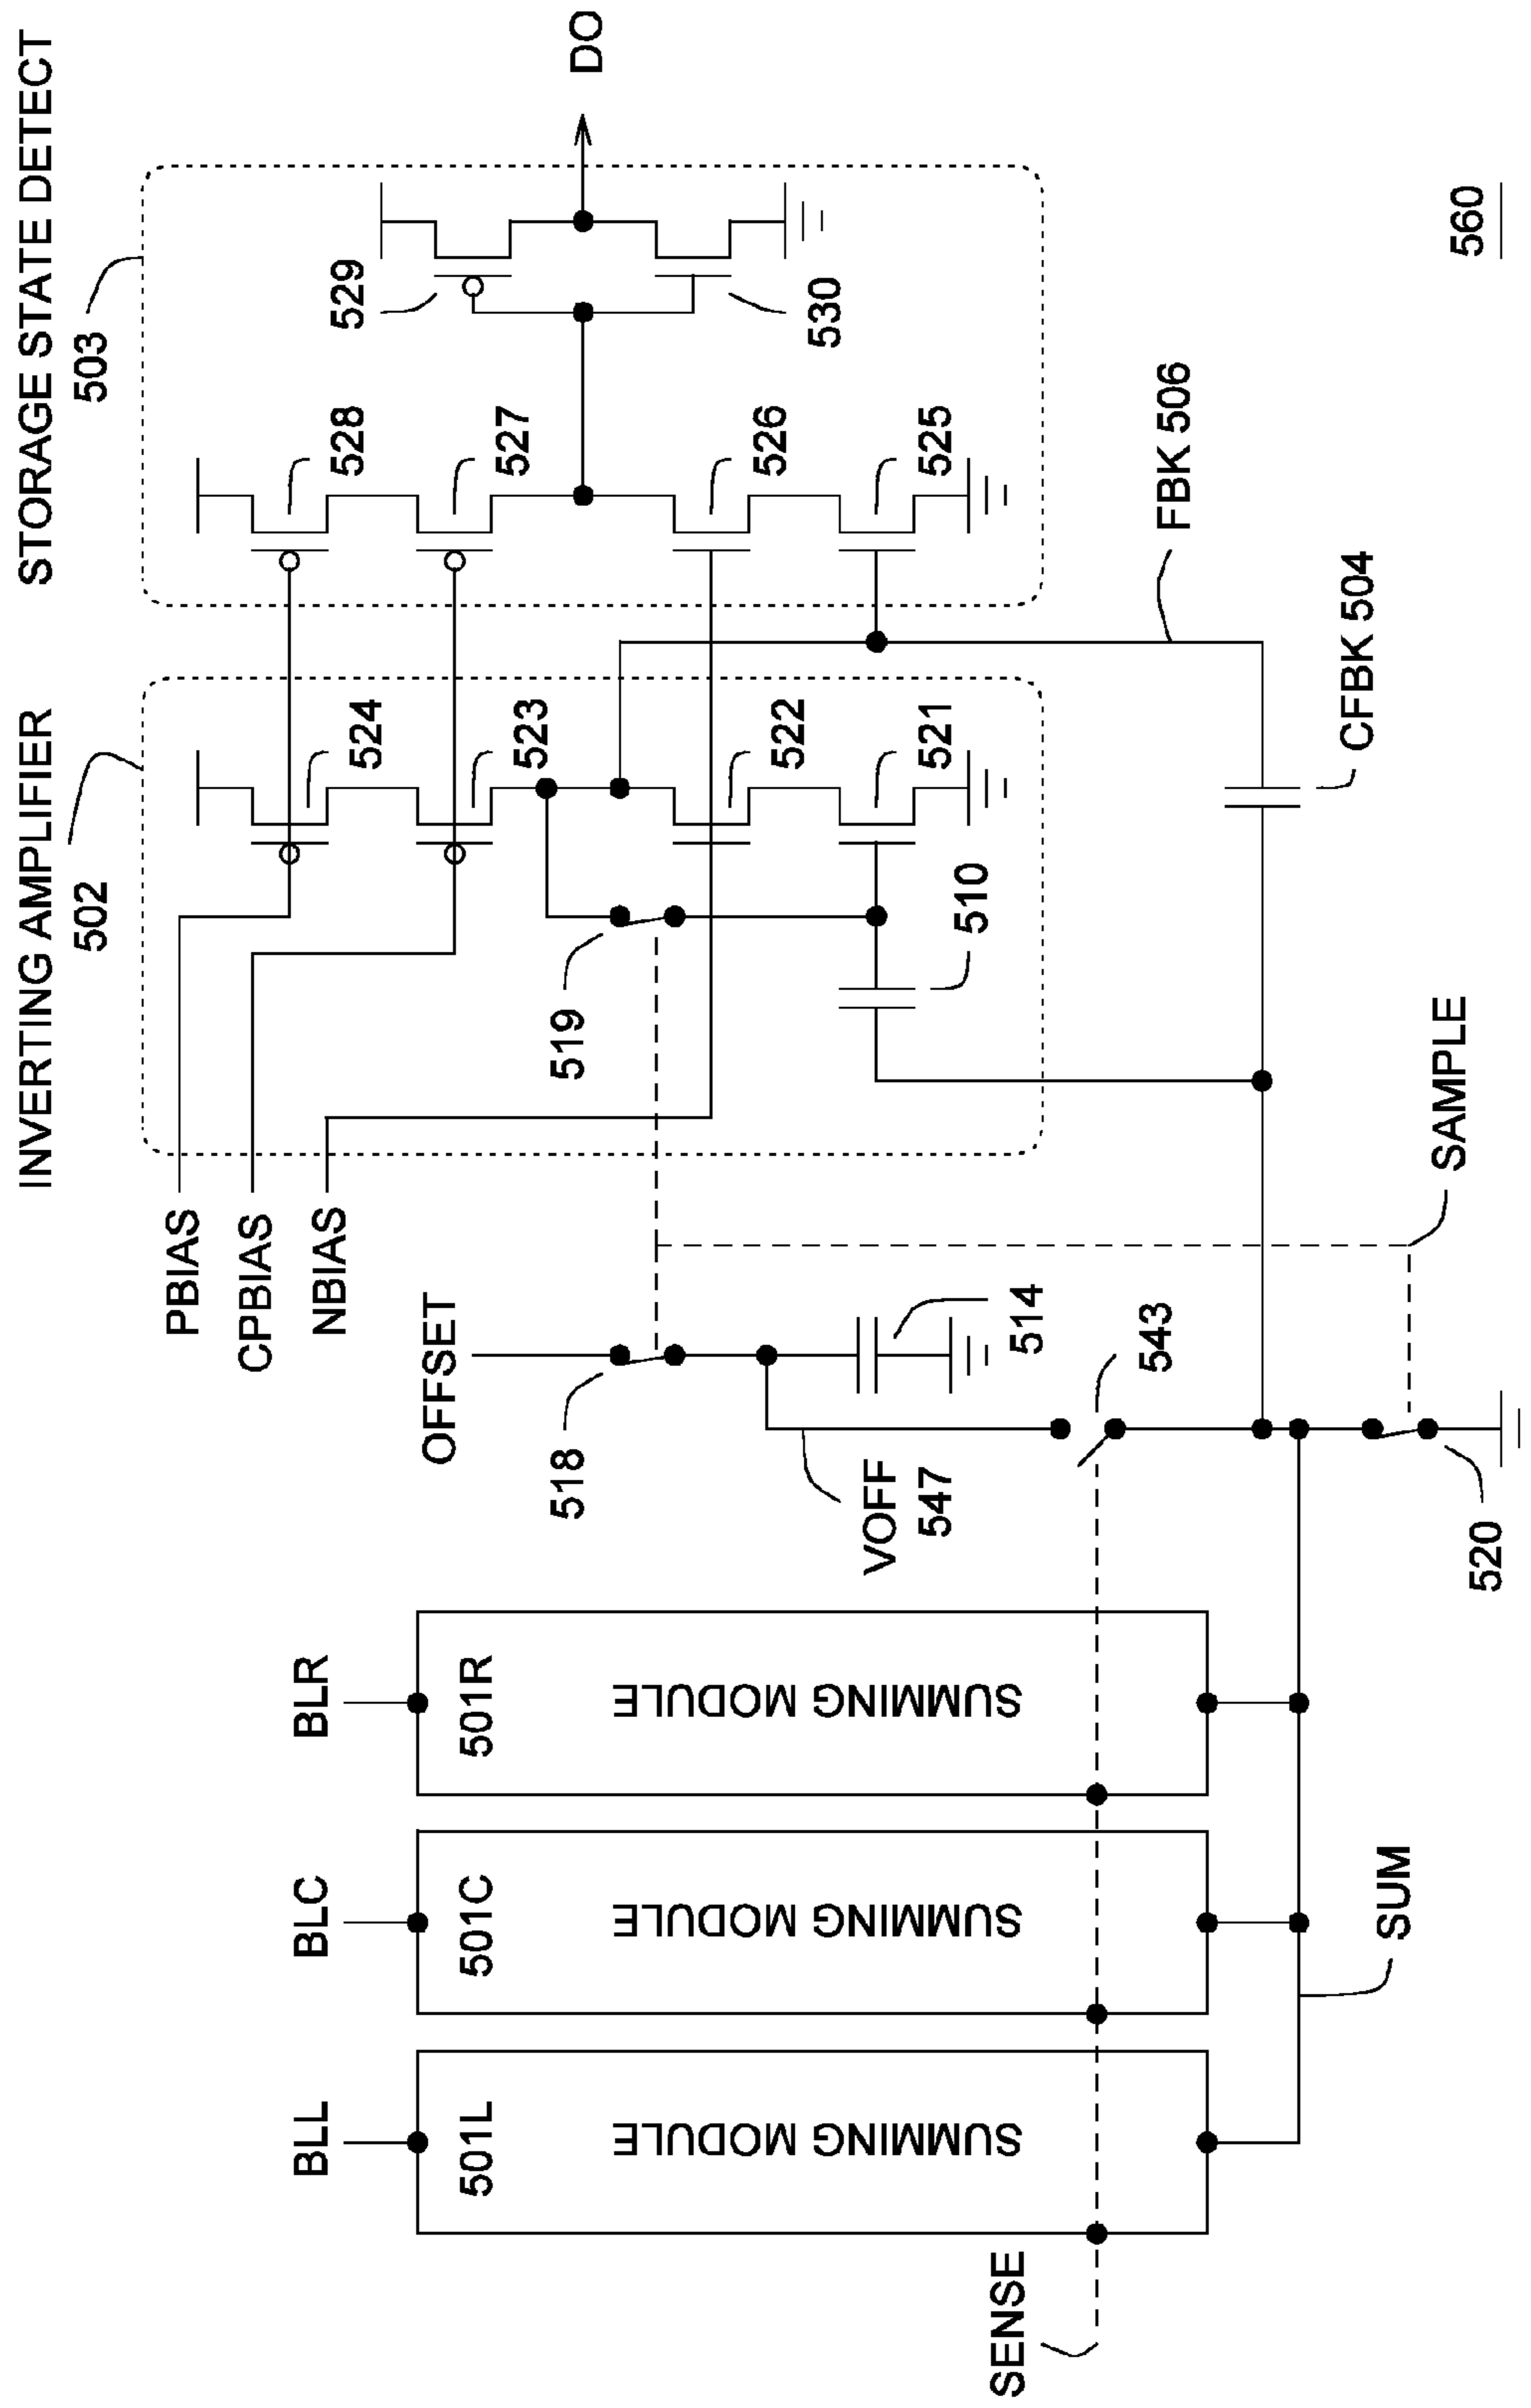 INVERTING AMPLIFIER
STORAGE STATE DETECT
502
503
PBIAS
CPBIAS
NBIAS
OFFSET
BLL
BLC
BLR
501L
501C
501R
SUMMING MODULE
SUMMING MODULE
SUMMING MODULE
SENSE
SUM
518
519
VOFF
547
514
543
520
SAMPLE
510
524
523
522
521
528
527
526
525
529
530
DO
FBK 506
CFBK 504
560